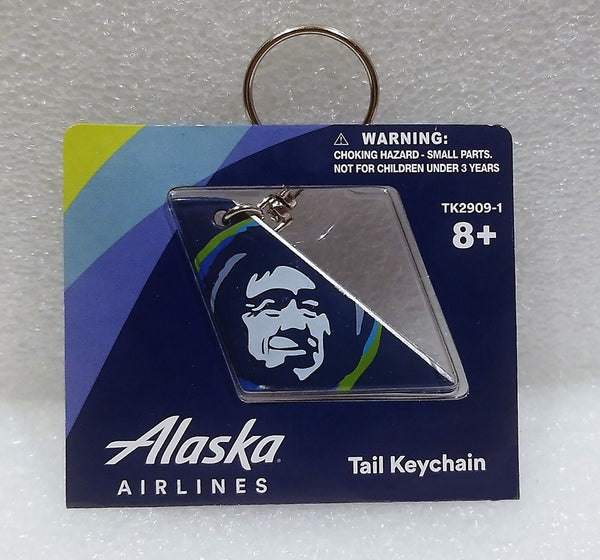 ⚠ WARNING:
CHOKING HAZARD - SMALL PARTS.
NOT FOR CHILDREN UNDER 3 YEARS
TK2909-1
8+
Alaska
AIRLINES
Tail Keychain